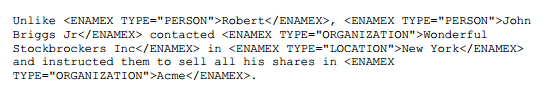 Unlike <ENAMEX TYPE="PERSON">Robert</ENAMEX>, <ENAMEX TYPE="PERSON">John
Briggs Jr</ENAMEX> contacted <ENAMEX TYPE="ORGANIZATION">Wonderful
Stockbrockers Inc</ENAMEX> in <ENAMEX TYPE="LOCATION">New York</ENAMEX>
and instructed them to sell all his shares in <ENAMEX
TYPE="ORGANIZATION">Acme</ENAMEX>.